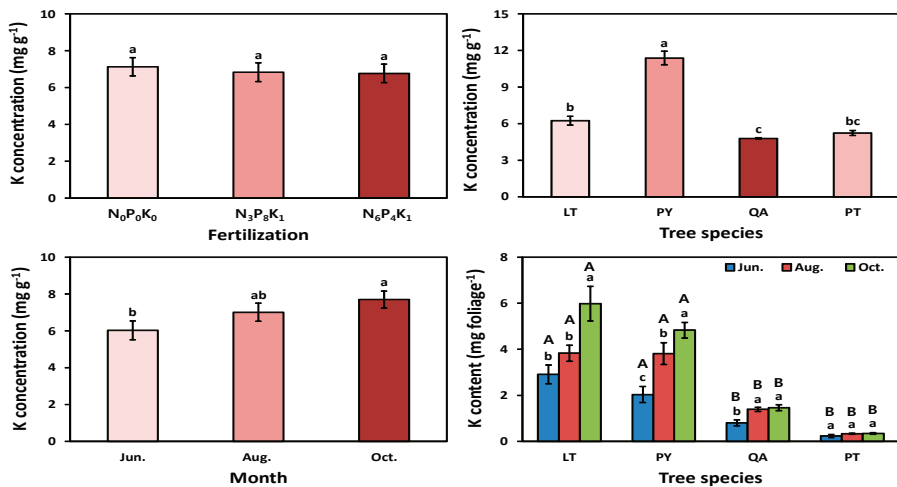 K concentration (mg g⁻¹)
10
8
6
4
2
0
a
a
a
N₀P₀K₀
N₃P₈K₁
N₆P₄K₁
Fertilization
K concentration (mg g⁻¹)
15
12
9
6
3
0
b
a
c
bc
LT
PY
QA
PT
Tree species
K concentration (mg g⁻¹)
10
8
6
4
2
0
b
ab
a
Jun.
Aug.
Oct.
Month
K content (mg foliage⁻¹)
8
6
4
2
0
Jun.
Aug.
Oct.
A
b
A
b
A
a
A
c
A
b
A
a
B
b
B
a
B
a
B
a
B
a
B
a
LT
PY
QA
PT
Tree species